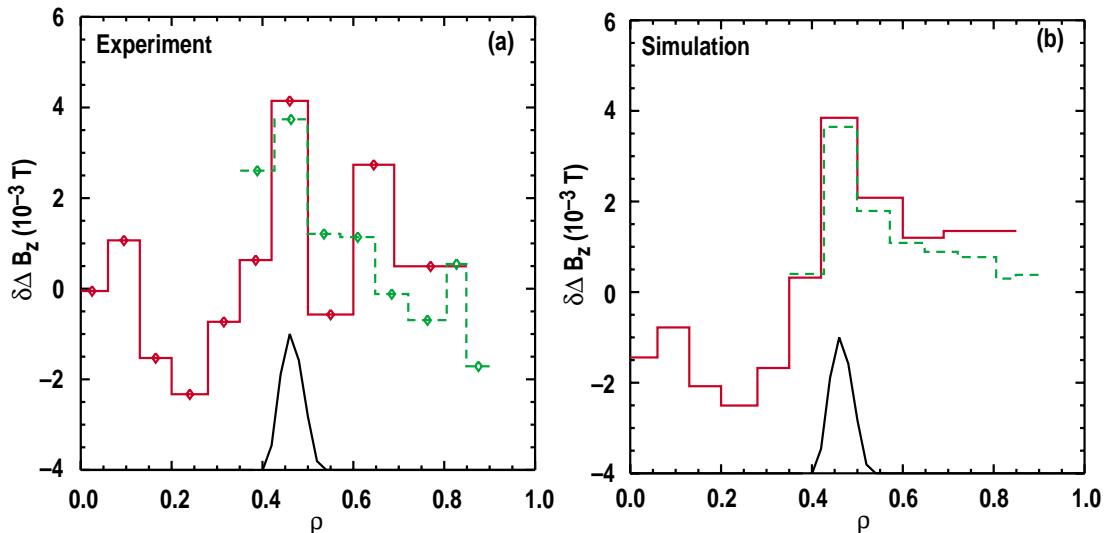 Experiment
(a)
δΔ B_z (10⁻³ T)
6
4
2
0
–2
–4
0.0 0.2 0.4 0.6 0.8 1.0
ρ
Simulation
(b)
δΔ B_z (10⁻³ T)
6
4
2
0
–2
–4
0.0 0.2 0.4 0.6 0.8 1.0
ρ